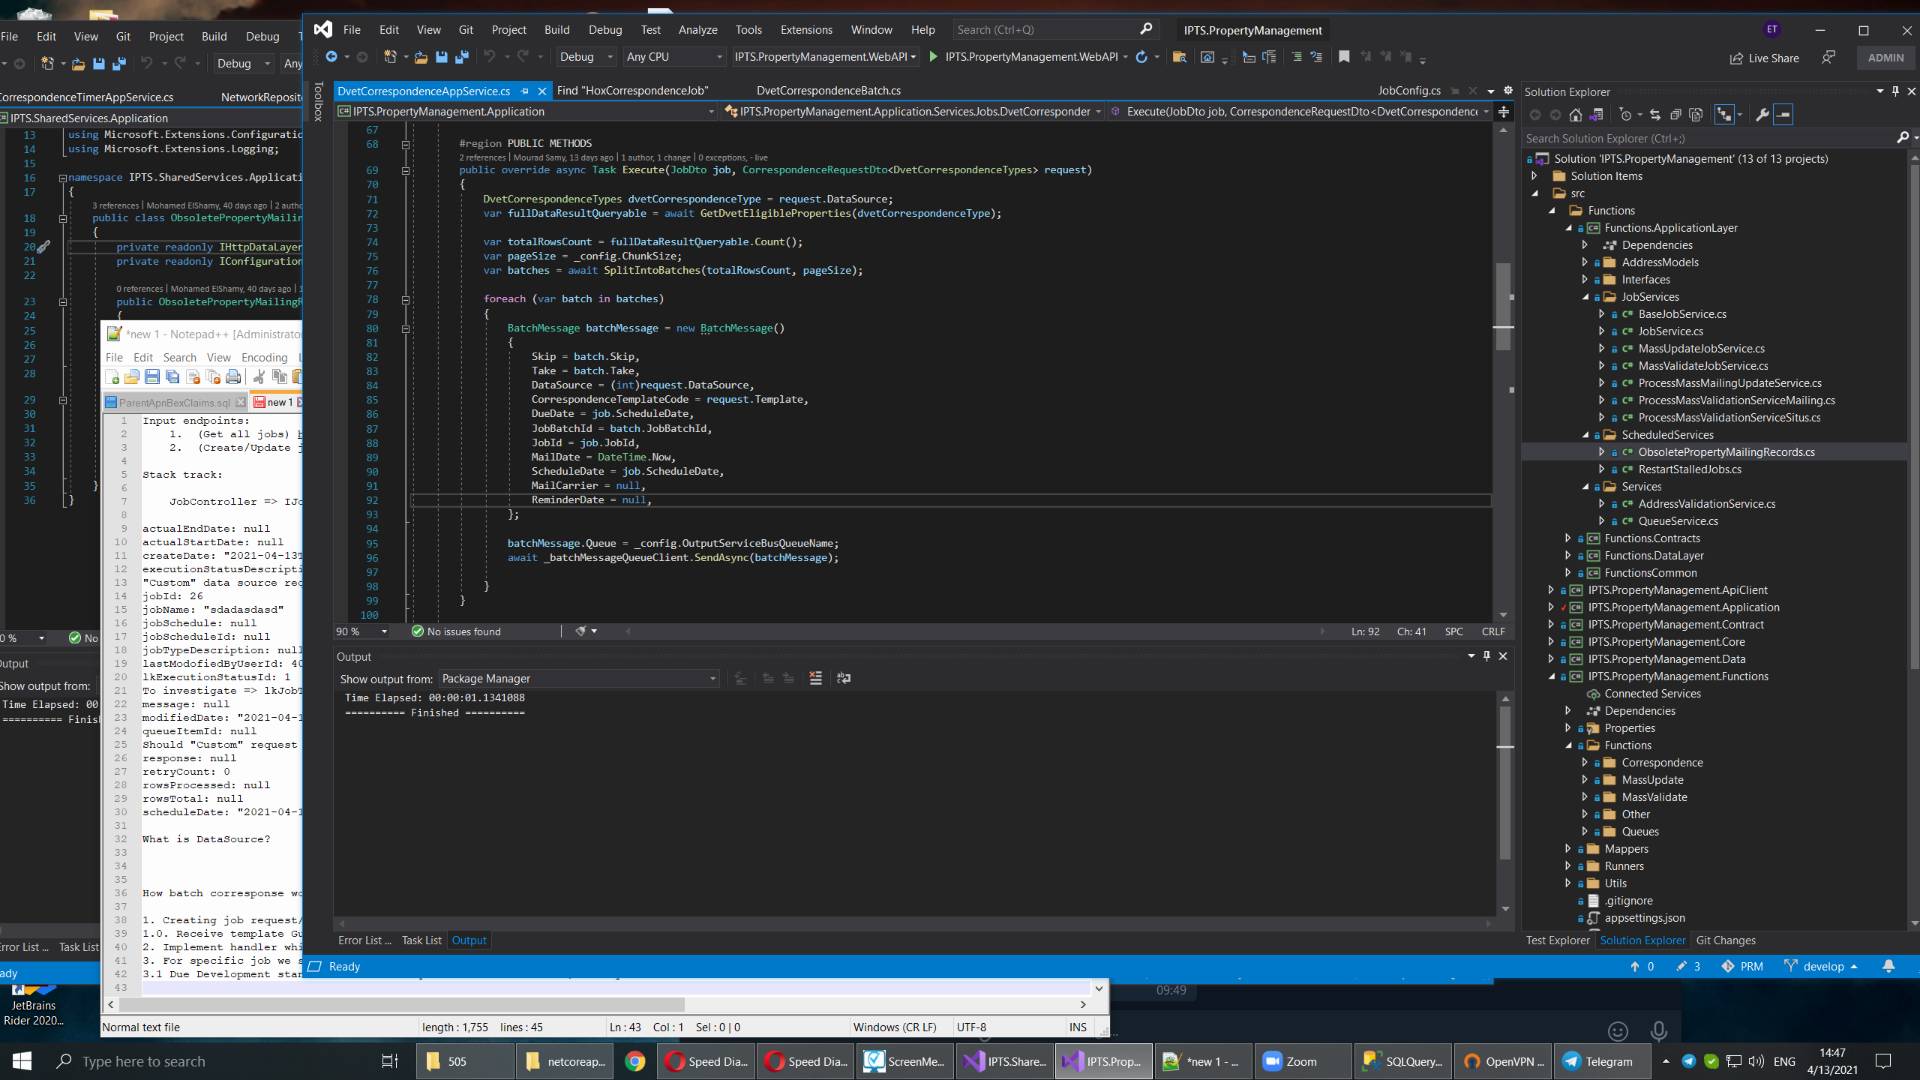 File Edit View Git Project Build Debug
Debug Any
CorrespondenceTimerAppService.cs NetworkReposito
IPTS.SharedServices.Application
13 using Microsoft.Extensions.Configuratio
14 using Microsoft.Extensions.Logging;
15
16 namespace IPTS.SharedServices.Applicati
17 {
3 references | Mohamed ElShamy, 40 days ago | 2 autho
18 public class ObsoletePropertyMailin
19 {
20 private readonly IHttpDataLayer
21 private readonly IConfiguration
22
0 references | Mohamed ElShamy, 40 days ago |
23 public ObsoletePropertyMailingR
24 {
25
26
27
28
29
30
31
32
33
34
35 }
36 }
0 % No
Output
Show output from:
Time Elapsed: 00
========== Finish
Error List ... Task List
ady
JetBrains
Rider 2020...
*new 1 - Notepad++ [Administrator
File Edit Search View Encoding L
ParentApnBexClaims.sql new 1
1 Input endpoints:
2 1. (Get all jobs) h
3 2. (Create/Update j
4
5 Stack track:
6
7 JobController => IJo
8
9 actualEndDate: null
10 actualStartDate: null
11 createDate: "2021-04-13T
12 executionStatusDescripti
13 "Custom" data source rec
14 jobId: 26
15 jobName: "sdadasdasd"
16 jobSchedule: null
17 jobScheduleId: null
18 jobTypeDescription: null
19 lastModofiedByUserId: 40
20 lkExecutionStatusId: 1
21 To investigate => lkJobT
22 message: null
23 modifiedDate: "2021-04-1
24 queueItemId: null
25 Should "Custom" request
26 response: null
27 retryCount: 0
28 rowsProcessed: null
29 rowsTotal: null
30 scheduleDate: "2021-04-1
31
32 What is DataSource?
33
34
35
36 How batch corresponse wo
37
38 1. Creating job request/
39 1.0. Receive template Gu
40 2. Implement handler whi
41 3. For specific job we s
42 3.1 Due Development stan
43
Normal text file length : 1,755 lines : 45 Ln : 43 Col : 1 Sel : 0 | 0 Windows (CR LF) UTF-8 INS
File Edit View Git Project Build Debug Test Analyze Tools Extensions Window Help Search (Ctrl+Q) IPTS.PropertyManagement ET
Debug Any CPU IPTS.PropertyManagement.WebAPI IPTS.PropertyManagement.WebAPI Live Share ADMIN
Toolbox
DvetCorrespondenceAppService.cs Find "HoxCorrespondenceJob" DvetCorrespondenceBatch.cs JobConfig.cs
IPTS.PropertyManagement.Application IPTS.PropertyManagement.Application.Services.Jobs.DvetCorresponder Execute(JobDto job, CorrespondenceRequestDto<DvetCorrespondence
67
68 #region PUBLIC METHODS
2 references | Mourad Samy, 13 days ago | 1 author, 1 change | 0 exceptions, - live
69 public override async Task Execute(JobDto job, CorrespondenceRequestDto<DvetCorrespondenceTypes> request)
70 {
71 DvetCorrespondenceTypes dvetCorrespondenceType = request.DataSource;
72 var fullDataResultQueryable = await GetDvetEligibleProperties(dvetCorrespondenceType);
73
74 var totalRowsCount = fullDataResultQueryable.Count();
75 var pageSize = _config.ChunkSize;
76 var batches = await SplitIntoBatches(totalRowsCount, pageSize);
77
78 foreach (var batch in batches)
79 {
80 BatchMessage batchMessage = new BatchMessage()
81 {
82 Skip = batch.Skip,
83 Take = batch.Take,
84 DataSource = (int)request.DataSource,
85 CorrespondenceTemplateCode = request.Template,
86 DueDate = job.ScheduleDate,
87 JobBatchId = batch.JobBatchId,
88 JobId = job.JobId,
89 MailDate = DateTime.Now,
90 ScheduleDate = job.ScheduleDate,
91 MailCarrier = null,
92 ReminderDate = null,
93 };
94
95 batchMessage.Queue = _config.OutputServiceBusQueueName;
96 await _batchMessageQueueClient.SendAsync(batchMessage);
97
98 }
99 }
100
90 % No issues found Ln: 92 Ch: 41 SPC CRLF
Output
Show output from: Package Manager
Time Elapsed: 00:00:01.1341088
========== Finished ==========
Error List ... Task List Output
Ready 0 3 PRM develop
Solution Explorer
Search Solution Explorer (Ctrl+;)
Solution 'IPTS.PropertyManagement' (13 of 13 projects)
Solution Items
src
Functions
Functions.ApplicationLayer
Dependencies
AddressModels
Interfaces
JobServices
C# BaseJobService.cs
C# JobService.cs
C# MassUpdateJobService.cs
C# MassValidateJobService.cs
C# ProcessMassMailingUpdateService.cs
C# ProcessMassValidationServiceMailing.cs
C# ProcessMassValidationServiceSitus.cs
ScheduledServices
C# ObsoletePropertyMailingRecords.cs
C# RestartStalledJobs.cs
Services
C# AddressValidationService.cs
C# QueueService.cs
Functions.Contracts
Functions.DataLayer
FunctionsCommon
IPTS.PropertyManagement.ApiClient
IPTS.PropertyManagement.Application
IPTS.PropertyManagement.Contract
IPTS.PropertyManagement.Core
IPTS.PropertyManagement.Data
IPTS.PropertyManagement.Functions
Connected Services
Dependencies
Properties
Functions
Correspondence
MassUpdate
MassValidate
Other
Queues
Mappers
Runners
Utils
.gitignore
appsettings.json
Test Explorer Solution Explorer Git Changes
09:49
Type here to search 505 netcoreap... Speed Dia... Speed Dia... ScreenMe... IPTS.Share... IPTS.Prop... *new 1 - ... Zoom SQLQuery... OpenVPN ... Telegram ENG 14:47
4/13/2021